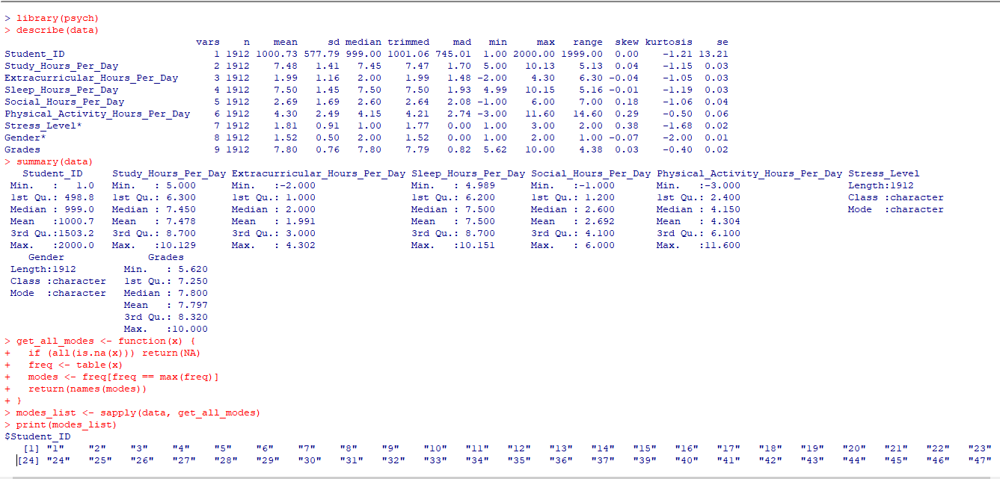 > library(psych)
> describe(data)
vars n mean sd median trimmed mad min max range skew kurtosis se
Student_ID 1 1912 1000.73 577.79 999.00 1001.06 745.01 1.00 2000.00 1999.00 0.00 -1.21 13.21
Study_Hours_Per_Day 2 1912 7.48 1.41 7.45 7.47 1.70 5.00 10.13 5.13 0.04 -1.15 0.03
Extracurricular_Hours_Per_Day 3 1912 1.99 1.16 2.00 1.99 1.48 -2.00 4.30 6.30 -0.04 -1.05 0.03
Sleep_Hours_Per_Day 4 1912 7.50 1.45 7.50 7.50 1.93 4.99 10.15 5.16 -0.01 -1.19 0.03
Social_Hours_Per_Day 5 1912 2.69 1.69 2.60 2.64 2.08 -1.00 6.00 7.00 0.18 -1.06 0.04
Physical_Activity_Hours_Per_Day 6 1912 4.30 2.49 4.15 4.21 2.74 -3.00 11.60 14.60 0.29 -0.50 0.06
Stress_Level* 7 1912 1.81 0.91 1.00 1.77 0.00 1.00 3.00 2.00 0.38 -1.68 0.02
Gender* 8 1912 1.52 0.50 2.00 1.52 0.00 1.00 2.00 1.00 -0.07 -2.00 0.01
Grades 9 1912 7.80 0.76 7.80 7.79 0.82 5.62 10.00 4.38 0.03 -0.40 0.02
> summary(data)
Student_ID Study_Hours_Per_Day Extracurricular_Hours_Per_Day Sleep_Hours_Per_Day Social_Hours_Per_Day Physical_Activity_Hours_Per_Day Stress_Level
Min. : 1.0 Min. : 5.000 Min. :-2.000 Min. : 4.989 Min. :-1.000 Min. :-3.000 Length:1912
1st Qu.: 498.8 1st Qu.: 6.300 1st Qu.: 1.000 1st Qu.: 6.200 1st Qu.: 1.200 1st Qu.: 2.400 Class :character
Median : 999.0 Median : 7.450 Median : 2.000 Median : 7.500 Median : 2.600 Median : 4.150 Mode :character
Mean :1000.7 Mean : 7.478 Mean : 1.991 Mean : 7.500 Mean : 2.692 Mean : 4.304
3rd Qu.:1503.2 3rd Qu.: 8.700 3rd Qu.: 3.000 3rd Qu.: 8.700 3rd Qu.: 4.100 3rd Qu.: 6.100
Max. :2000.0 Max. :10.129 Max. : 4.302 Max. :10.151 Max. : 6.000 Max. :11.600
Gender Grades
Length:1912 Min. : 5.620
Class :character 1st Qu.: 7.250
Mode :character Median : 7.800
Mean : 7.797
3rd Qu.: 8.320
Max. :10.000
> get_all_modes <- function(x) {
+ if (all(is.na(x))) return(NA)
+ freq <- table(x)
+ modes <- freq[freq == max(freq)]
+ return(names(modes))
+ }
> modes_list <- sapply(data, get_all_modes)
> print(modes_list)
$Student_ID
[1] "1" "2" "3" "4" "5" "6" "7" "8" "9" "10" "11" "12" "13" "14" "15" "16" "17" "18" "19" "20" "21" "22" "23"
[24] "24" "25" "26" "27" "28" "29" "30" "31" "32" "33" "34" "35" "36" "37" "39" "40" "41" "42" "43" "44" "45" "46" "47"